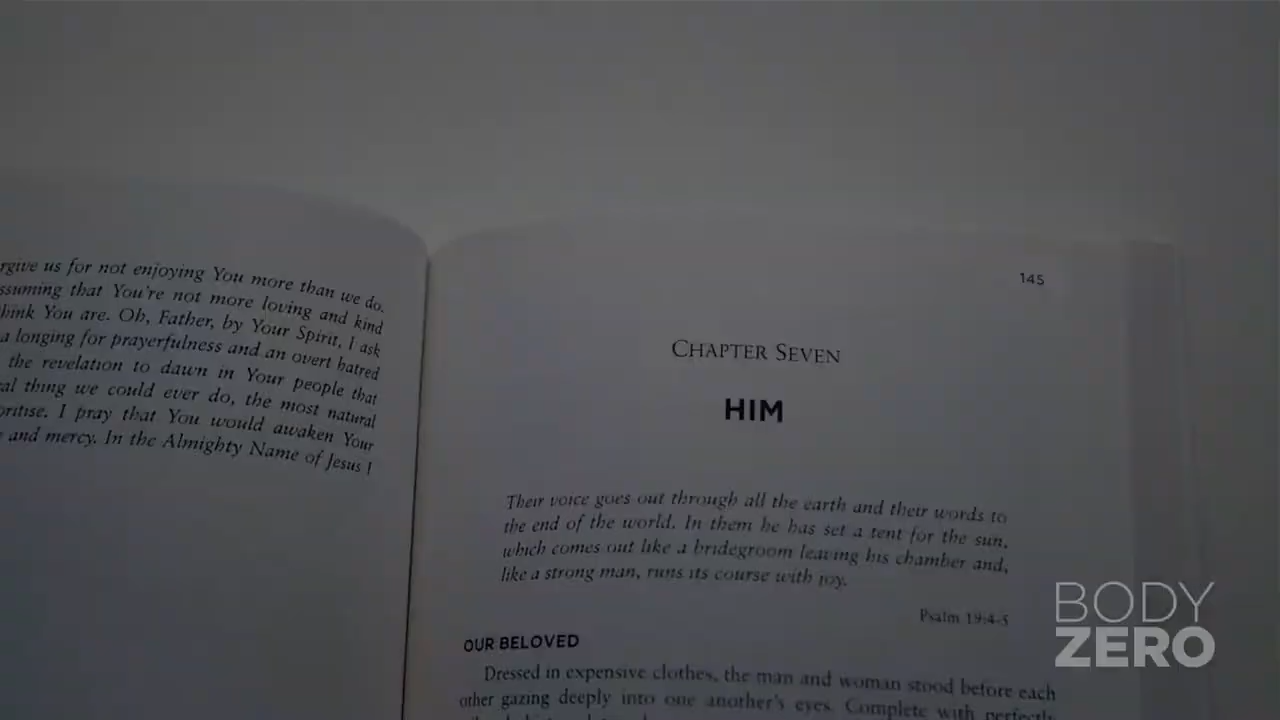 rgive us for not enjoying You more than we do.
ssuming that You're not more loving and kind
hink You are. Oh, Father, by Your Spirit, I ask
a longing for prayerfulness and an overt hatred
the revelation to dawn in Your people that
al thing we could ever do, the most natural
oritise. I pray that You would awaken Your
and mercy. In the Almighty Name of Jesus !
145
CHAPTER SEVEN
HIM
Their voice goes out through all the earth and their words to
the end of the world. In them he has set a tent for the sun,
which comes out like a bridegroom leaving his chamber and,
like a strong man, runs its course with joy.
Psalm 19:4-5
OUR BELOVED
Dressed in expensive clothes, the man and woman stood before each
other gazing deeply into one another's eyes. Complete with perfectly
BODY
ZERO